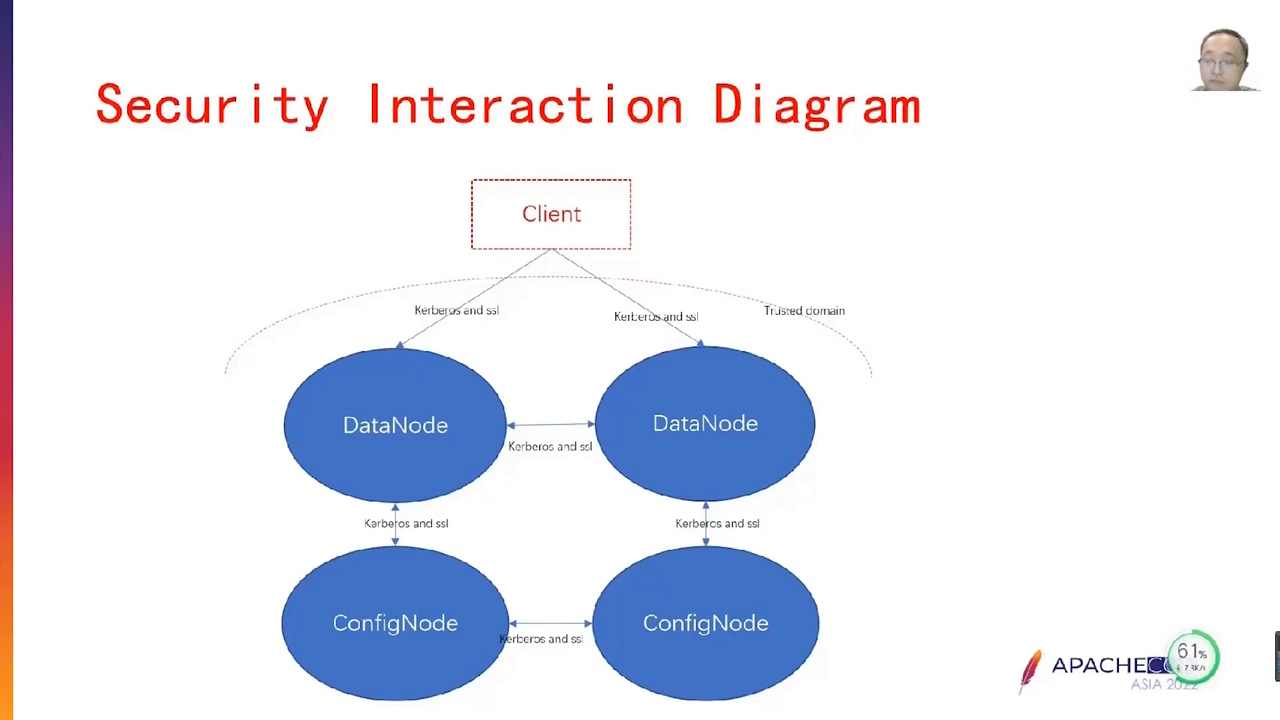 Security Interaction Diagram
Client
Kerberos and ssl
Kerberos and ssl
Trusted domain
DataNode
DataNode
Kerberos and ssl
Kerberos and ssl
Kerberos and ssl
ConfigNode
ConfigNode
Kerberos and ssl
APACHE
ASIA 2022
61%